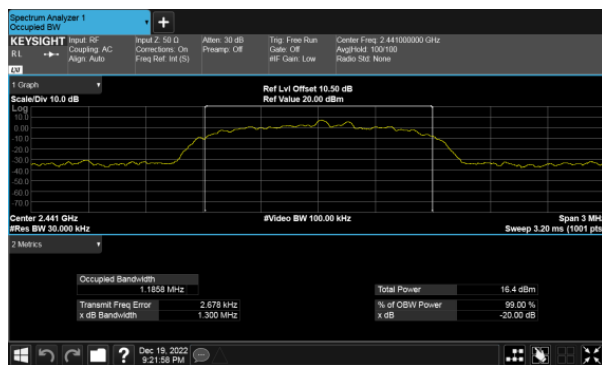 Spectrum Analyzer 1
Occupied BW
KEYSIGHT Input: RF Input Z: 50 Ω Atten: 30 dB Trig: Free Run Center Freq: 2.441000000 GHz
RL Coupling: AC Corrections: On Preamp: Off Gate: Off Avg|Hold: 100/100
Align: Auto Freq Ref: Int (S) #IF Gain: Low Radio Std: None
LXI
1 Graph
Ref Lvl Offset 10.50 dB
Scale/Div 10.0 dB Ref Value 20.00 dBm
Log
10.0
0.00
-10.0
-20.0
-30.0
-40.0
-50.0
-60.0
-70.0
Center 2.441 GHz #Video BW 100.00 kHz Span 3 MH
#Res BW 30.000 kHz Sweep 3.20 ms (1001 pts
2 Metrics
Occupied Bandwidth
1.1858 MHz Total Power 16.4 dBm
Transmit Freq Error 2.678 kHz % of OBW Power 99.00 %
x dB Bandwidth 1.300 MHz x dB -20.00 dB
? Dec 19, 2022
9:21:58 PM